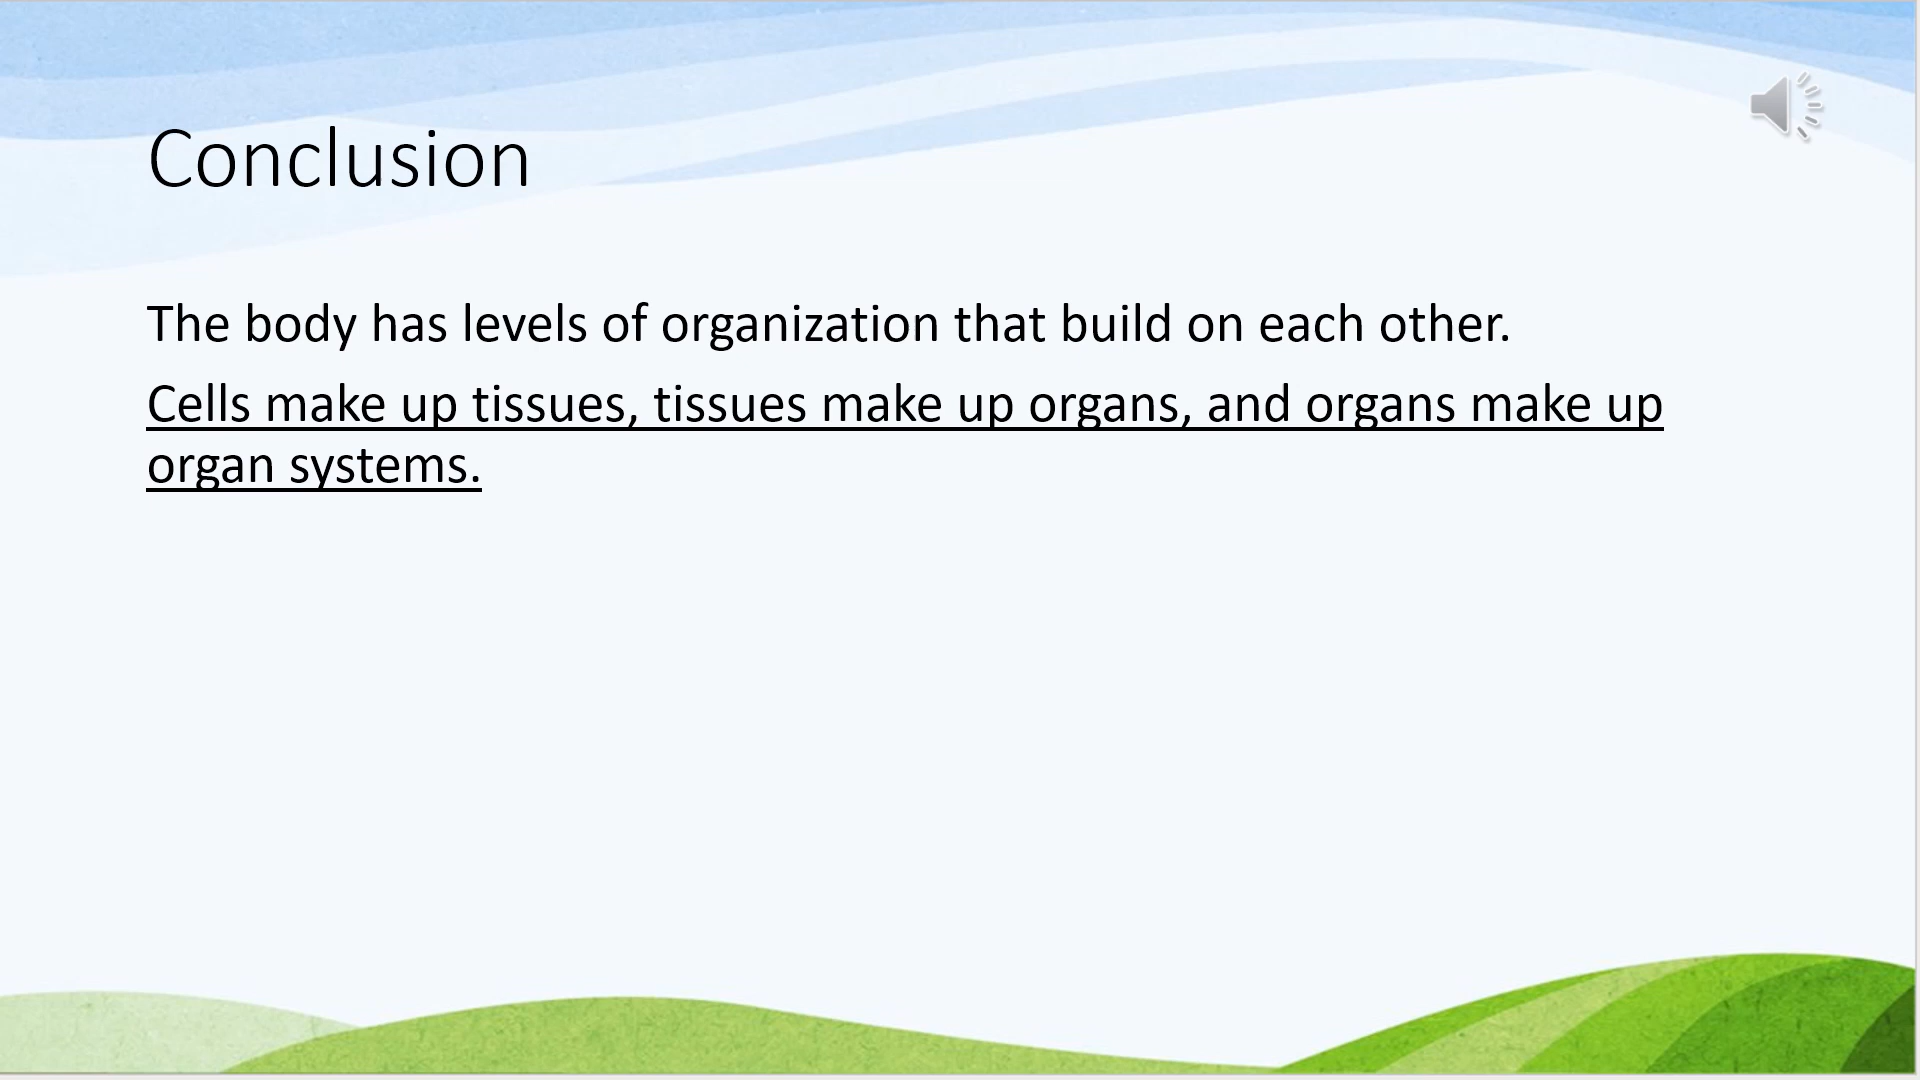 Conclusion
The body has levels of organization that build on each other.
Cells make up tissues, tissues make up organs, and organs make up
organ systems.